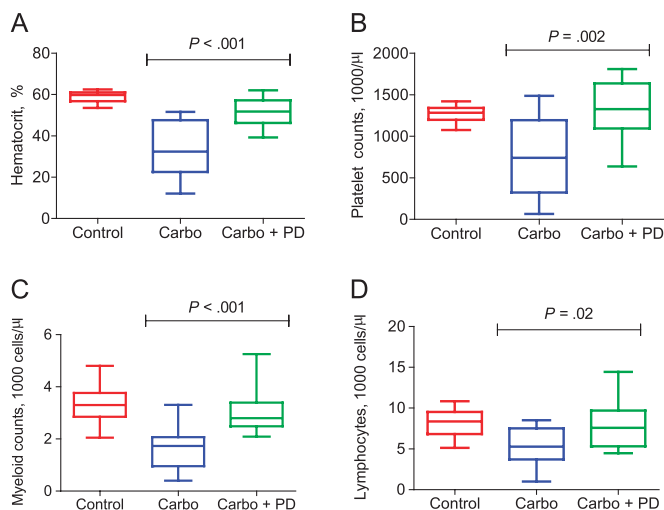 A
P < .001
Hematocrit, %
80
60
40
20
0
Control
Carbo
Carbo + PD
B
P = .002
Platelet counts, 1000/µl
2000
1500
1000
500
0
Control
Carbo
Carbo + PD
C
P < .001
Myeloid counts, 1000 cells/µl
6
4
2
0
Control
Carbo
Carbo + PD
D
P = .02
Lymphocytes, 1000 cells/µl
20
15
10
5
0
Control
Carbo
Carbo + PD